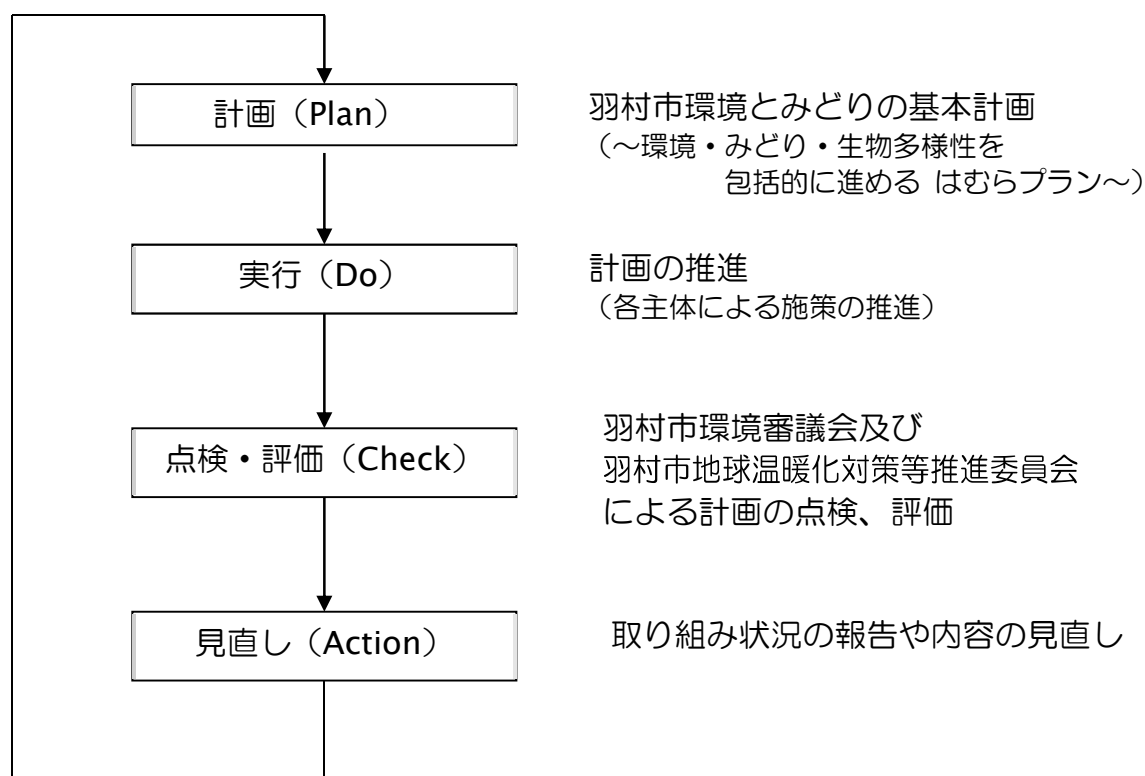 計画（Plan）
羽村市環境とみどりの基本計画
（～環境・みどり・生物多様性を
包括的に進める はむらプラン～）
実行（Do）
計画の推進
（各主体による施策の推進）
点検・評価（Check）
羽村市環境審議会及び
羽村市地球温暖化対策等推進委員会
による計画の点検、評価
見直し（Action）
取り組み状況の報告や内容の見直し